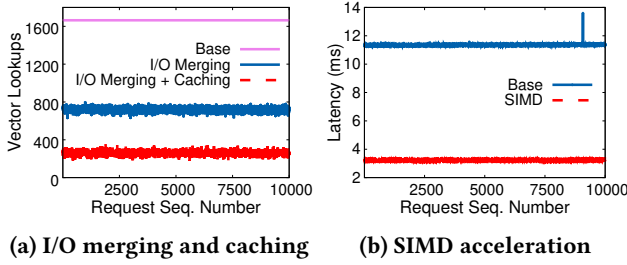 Vector Lookups
1600
1200
800
400
0
Base
I/O Merging
I/O Merging + Caching
2500 5000 7500 10000
Request Seq. Number
(a) I/O merging and caching
Latency (ms)
14
12
10
8
6
4
2
Base
SIMD
2500 5000 7500 10000
Request Seq. Number
(b) SIMD acceleration